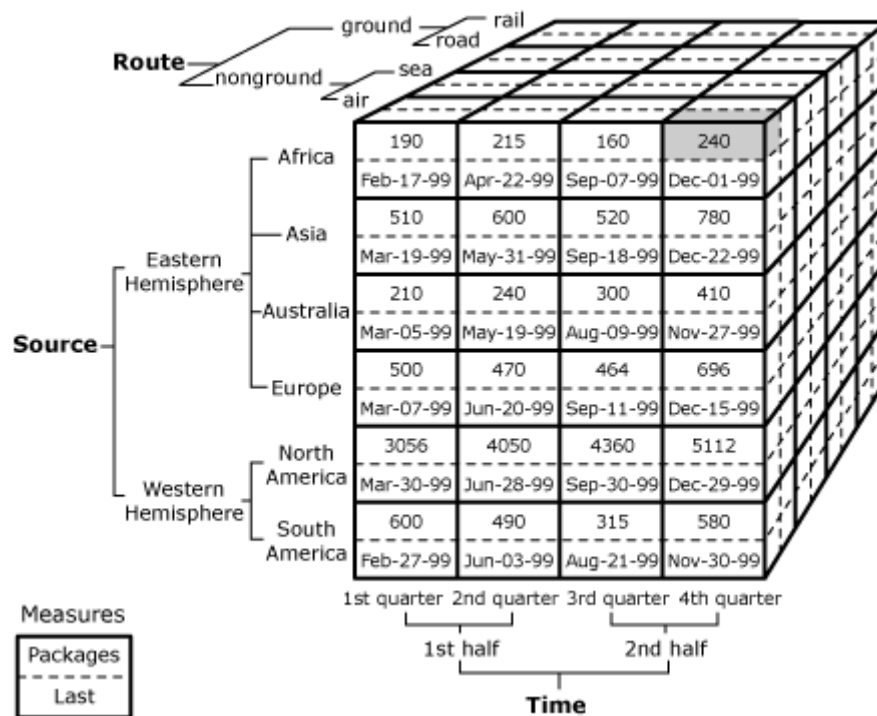 ground
rail
road
Route
nonground
sea
air
190 215 160 240
Africa
Feb-17-99 Apr-22-99 Sep-07-99 Dec-01-99
510 600 520 780
Asia
Mar-19-99 May-31-99 Sep-18-99 Dec-22-99
Eastern
Hemisphere
210 240 300 410
Australia
Mar-05-99 May-19-99 Aug-09-99 Nov-27-99
Source
500 470 464 696
Europe
Mar-07-99 Jun-20-99 Sep-11-99 Dec-15-99
3056 4050 4360 5112
North
America
Mar-30-99 Jun-28-99 Sep-30-99 Dec-29-99
Western
Hemisphere
600 490 315 580
South
America
Feb-27-99 Jun-03-99 Aug-21-99 Nov-30-99
1st quarter 2nd quarter 3rd quarter 4th quarter
1st half 2nd half
Time
Measures
Packages
Last